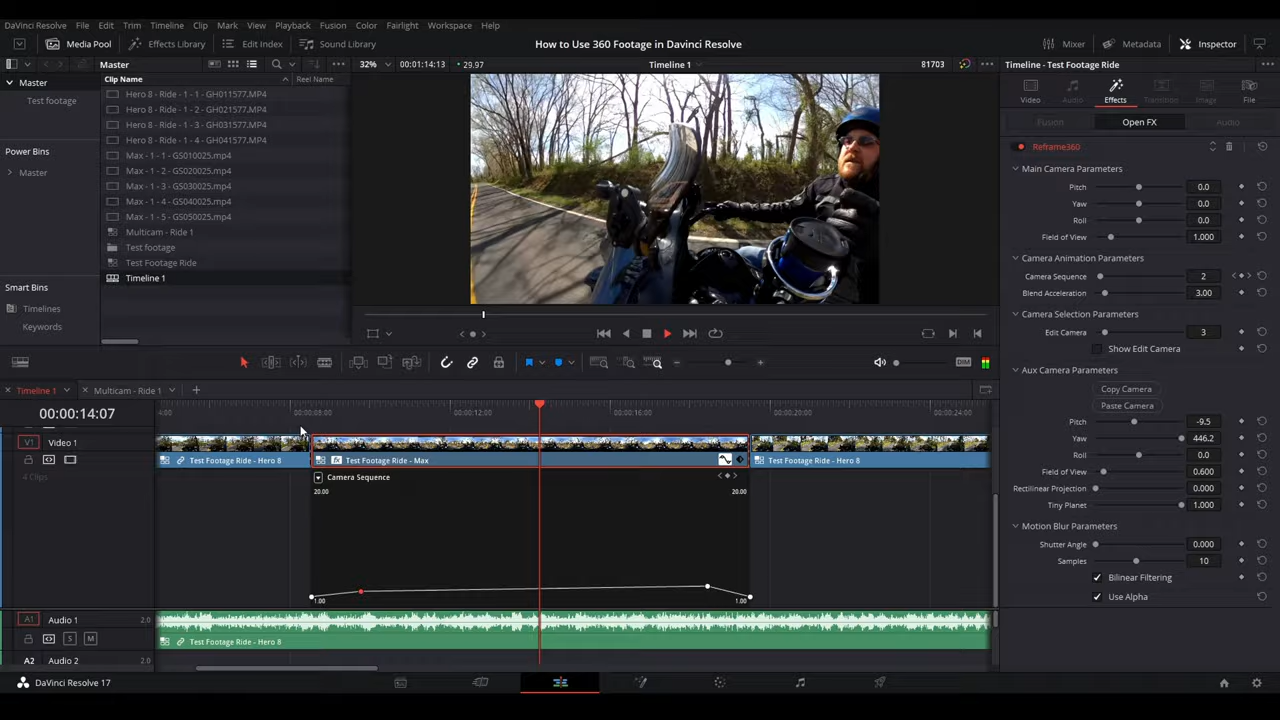 DaVinci Resolve File Edit Trim Timeline Clip Mark View Playback Fusion Color Fairlight Workspace Help
Media Pool Effects Library Edit Index Sound Library How to Use 360 Footage in Davinci Resolve Mixer Metadata Inspector
Master 32% 00:01:14:13 29.97 Timeline 1 81703 Timeline - Test Footage Ride
Master
Test footage
Power Bins
Master
Smart Bins
Timelines
Keywords
Clip Name Reel Name
Hero 8 - Ride - 1 - 1 - GH011577.MP4
Hero 8 - Ride - 1 - 2 - GH021577.MP4
Hero 8 - Ride - 1 - 3 - GH031577.MP4
Hero 8 - Ride - 1 - 4 - GH041577.MP4
Max - 1 - 1 - GS010025.mp4
Max - 1 - 2 - GS020025.mp4
Max - 1 - 3 - GS030025.mp4
Max - 1 - 4 - GS040025.mp4
Max - 1 - 5 - GS050025.mp4
Multicam - Ride 1
Test footage
Test Footage Ride
Timeline 1
Video Audio Effects Transition Image File
Fusion Open FX Audio
Reframe360
Main Camera Parameters
Pitch 0.0
Yaw 0.0
Roll 0.0
Field of View 1.000
Camera Animation Parameters
Camera Sequence 2
Blend Acceleration 3.00
Camera Selection Parameters
Edit Camera 3
Show Edit Camera
Aux Camera Parameters
Copy Camera
Paste Camera
Pitch -9.5
Yaw 446.2
Roll 0.0
Field of View 0.600
Rectilinear Projection 0.000
Tiny Planet 1.000
Motion Blur Parameters
Shutter Angle 0.000
Samples 10
Bilinear Filtering
Use Alpha
DIM
Timeline 1 Multicam - Ride 1
00:00:14:07 4:00 00:00:08:00 00:00:12:00 00:00:16:00 00:00:20:00 00:00:24:00
V1 Video 1
4 Clips
Test Footage Ride - Hero 8 Test Footage Ride - Max Test Footage Ride - Hero 8
Camera Sequence
20.00 20.00
1.00 1.00
A1 Audio 1 2.0
S M Test Footage Ride - Hero 8
A2 Audio 2 2.0
DaVinci Resolve 17